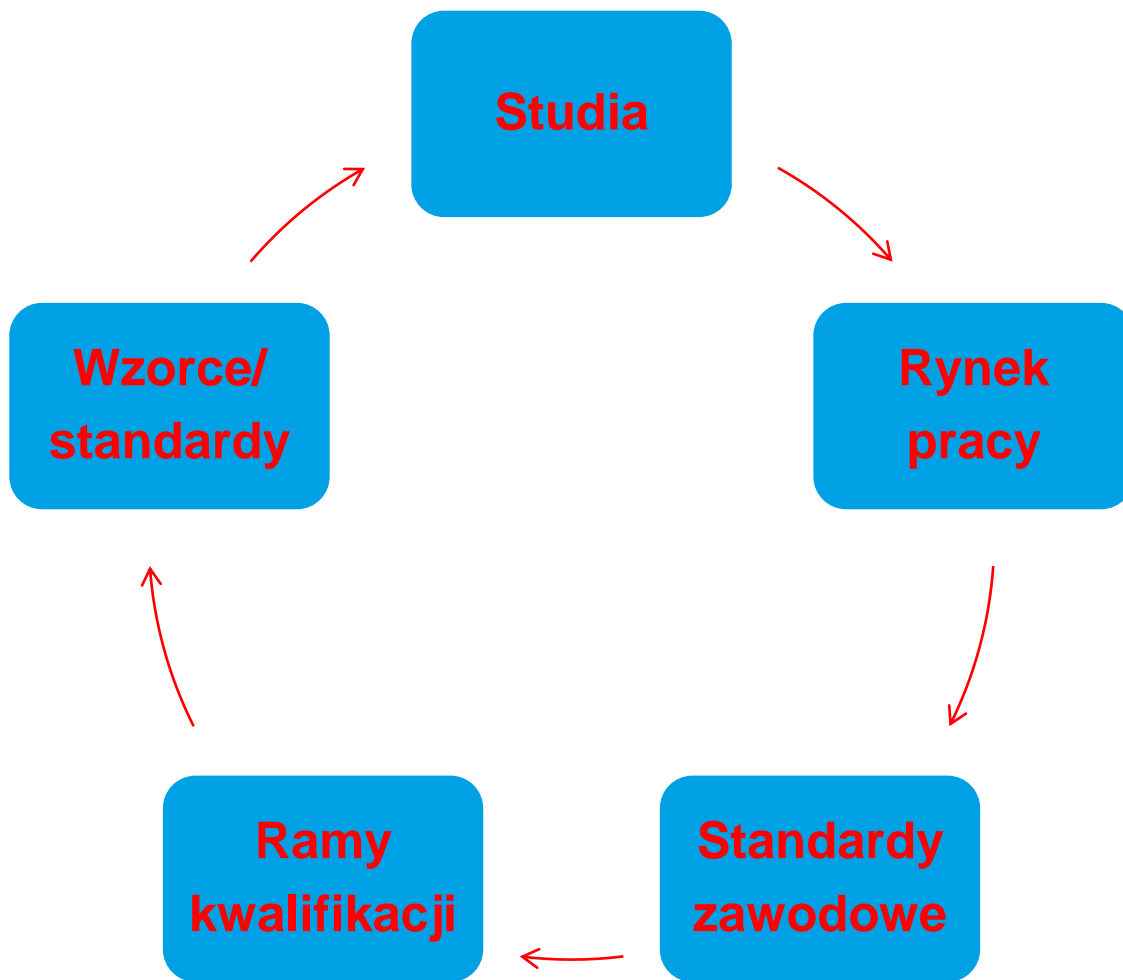 Studia
Rynek
pracy
Standardy
zawodowe
Ramy
kwalifikacji
Wzorce/
standardy